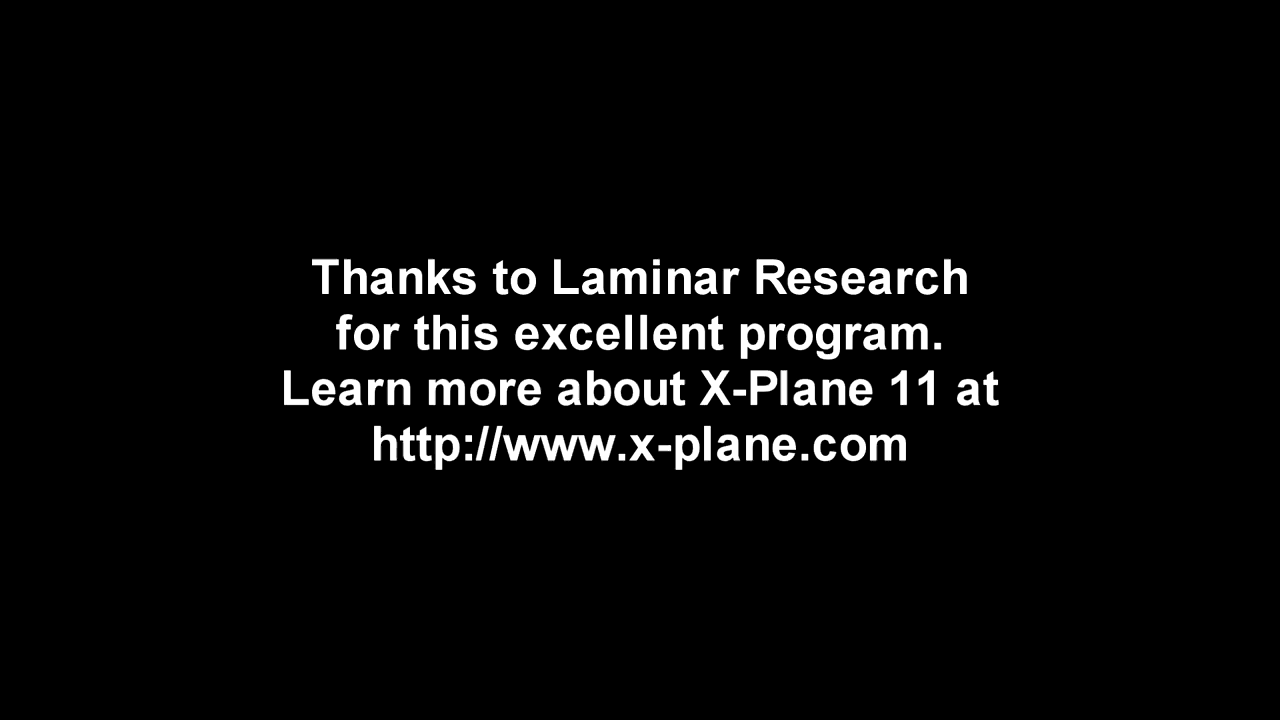 Thanks to Laminar Research
for this excellent program.
Learn more about X-Plane 11 at
http://www.x-plane.com